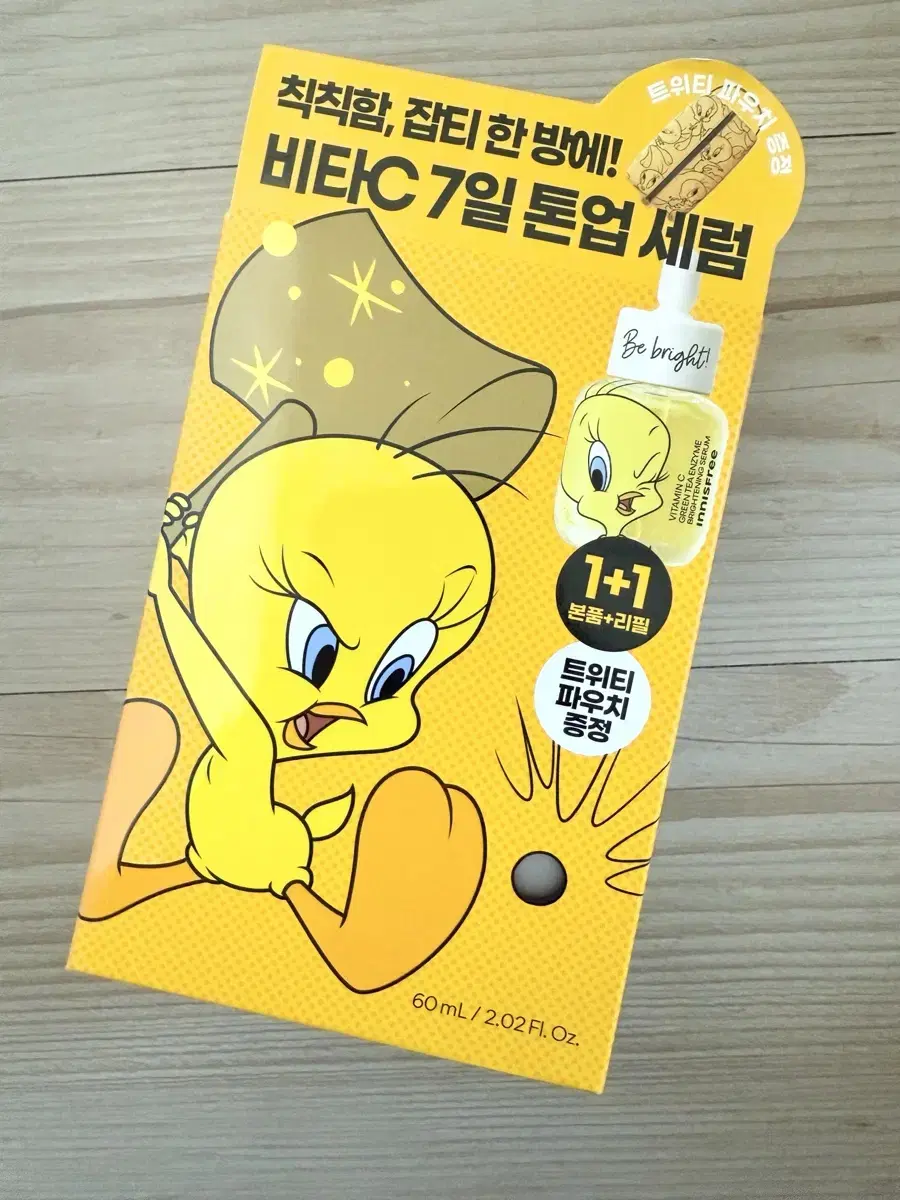 칙칙함, 잡티 한 방에!
비타C 7일 톤업 세럼
트위티 파우치 증정
Be bright!
VITAMIN C
GREEN TEA ENZYME
BRIGHTENING SERUM
innisfree
1+1
본품+리필
트위티
파우치
증정
60 mL / 2.02 Fl. Oz.